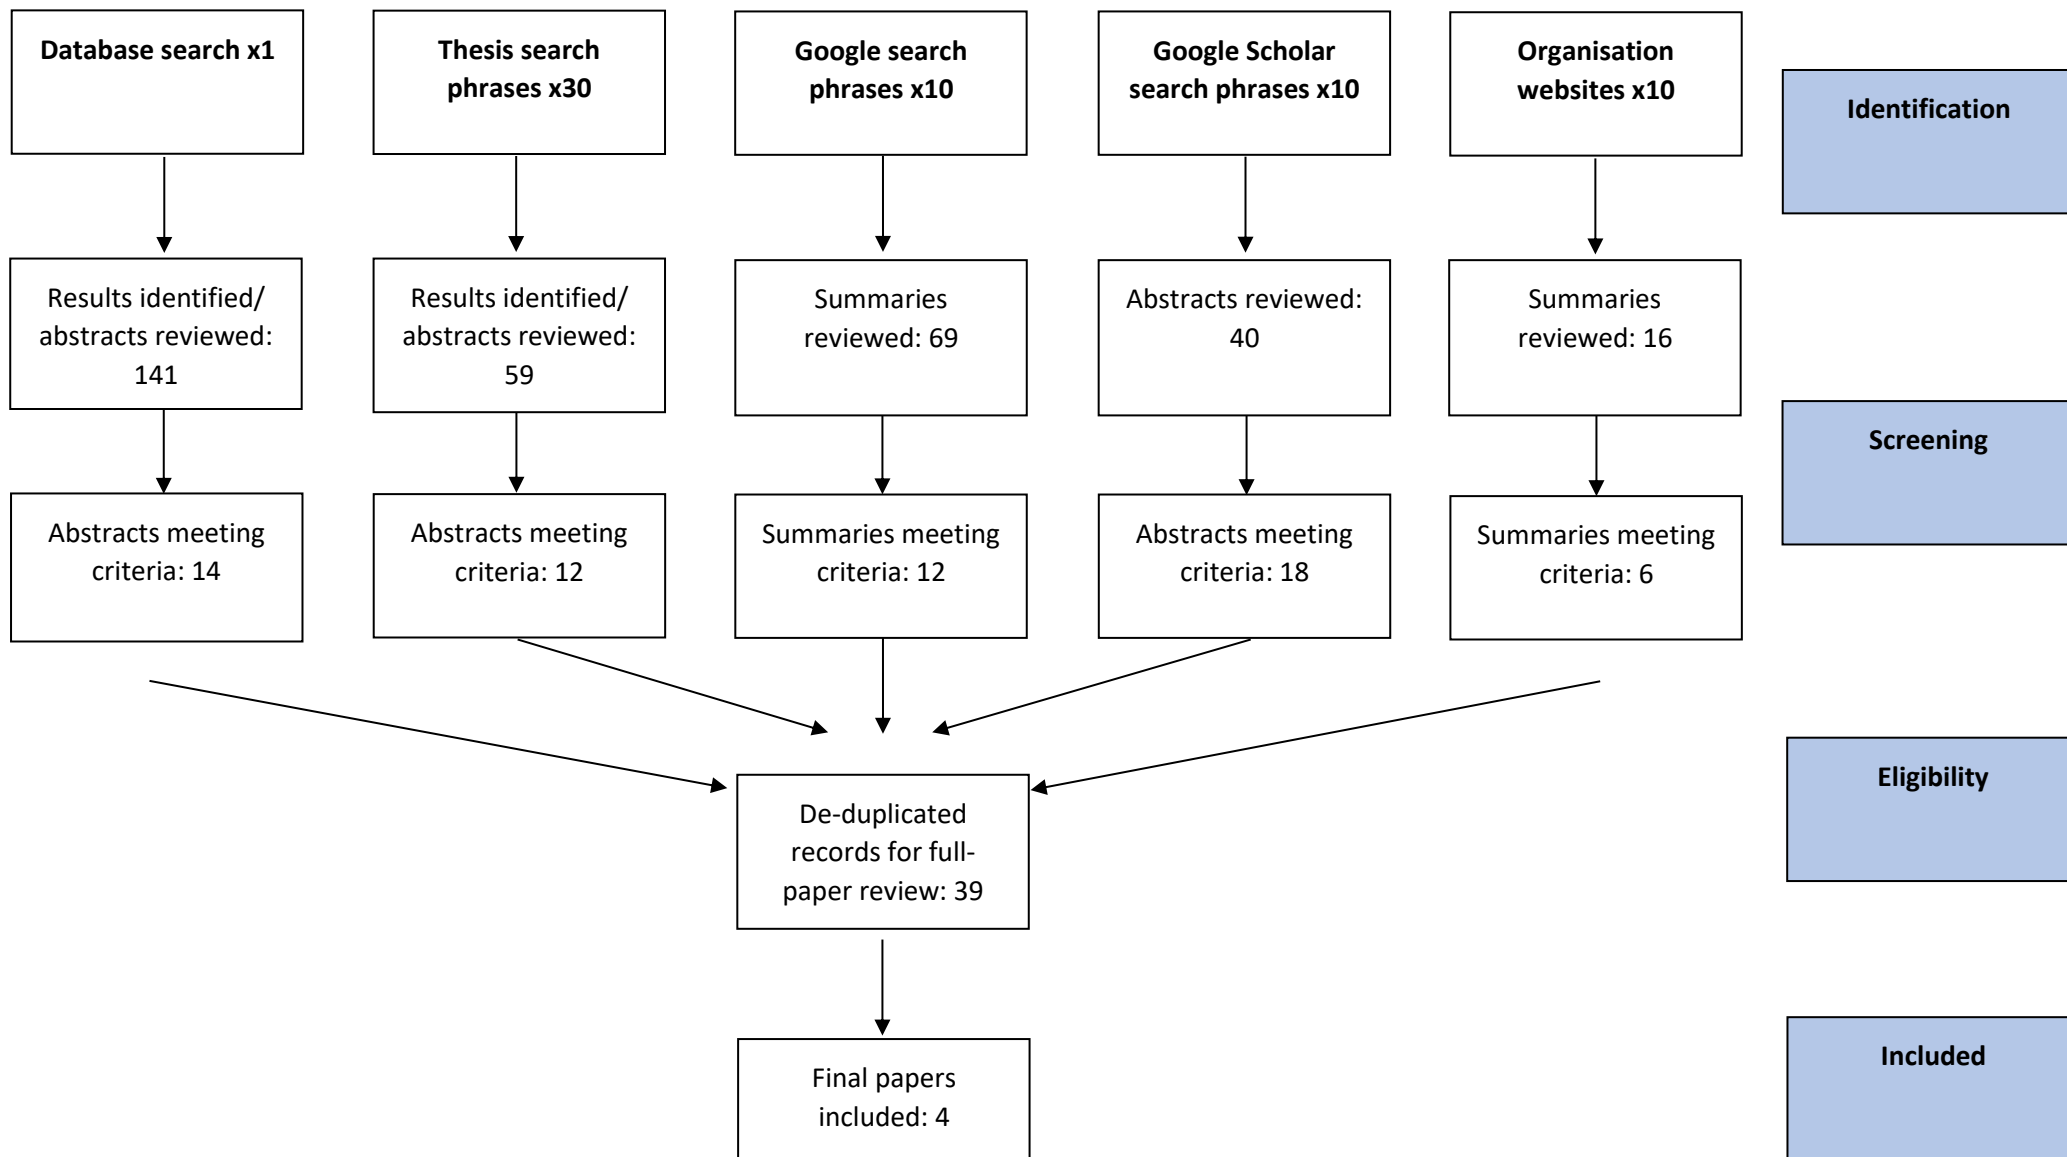 Database search x1
Thesis search
phrases x30
Google search
phrases x10
Google Scholar
search phrases x10
Organisation
websites x10
Identification
Results identified/
abstracts reviewed:
141
Results identified/
abstracts reviewed:
59
Summaries
reviewed: 69
Abstracts reviewed:
40
Summaries
reviewed: 16
Screening
Abstracts meeting
criteria: 14
Abstracts meeting
criteria: 12
Summaries meeting
criteria: 12
Abstracts meeting
criteria: 18
Summaries meeting
criteria: 6
Eligibility
De-duplicated
records for full-
paper review: 39
Included
Final papers
included: 4